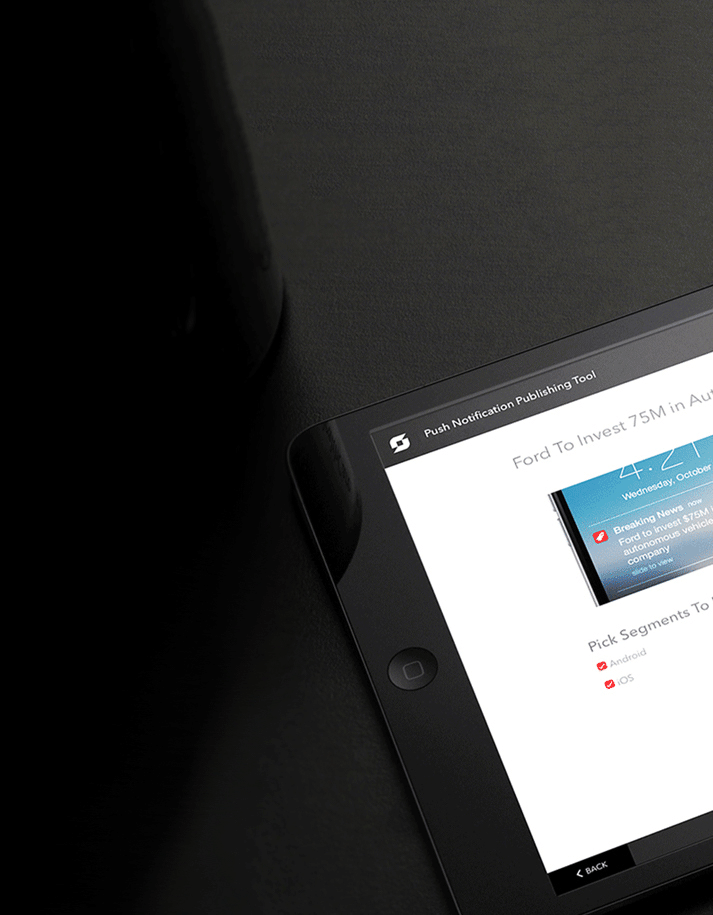 Push Notification Publishing Tool
Ford To Invest 75M in Aut
4:21
Wednesday, October
Breaking News now
Ford to invest $75M i
autonomous vehicle
company
slide to view
Pick Segments To
Android
iOS
BACK